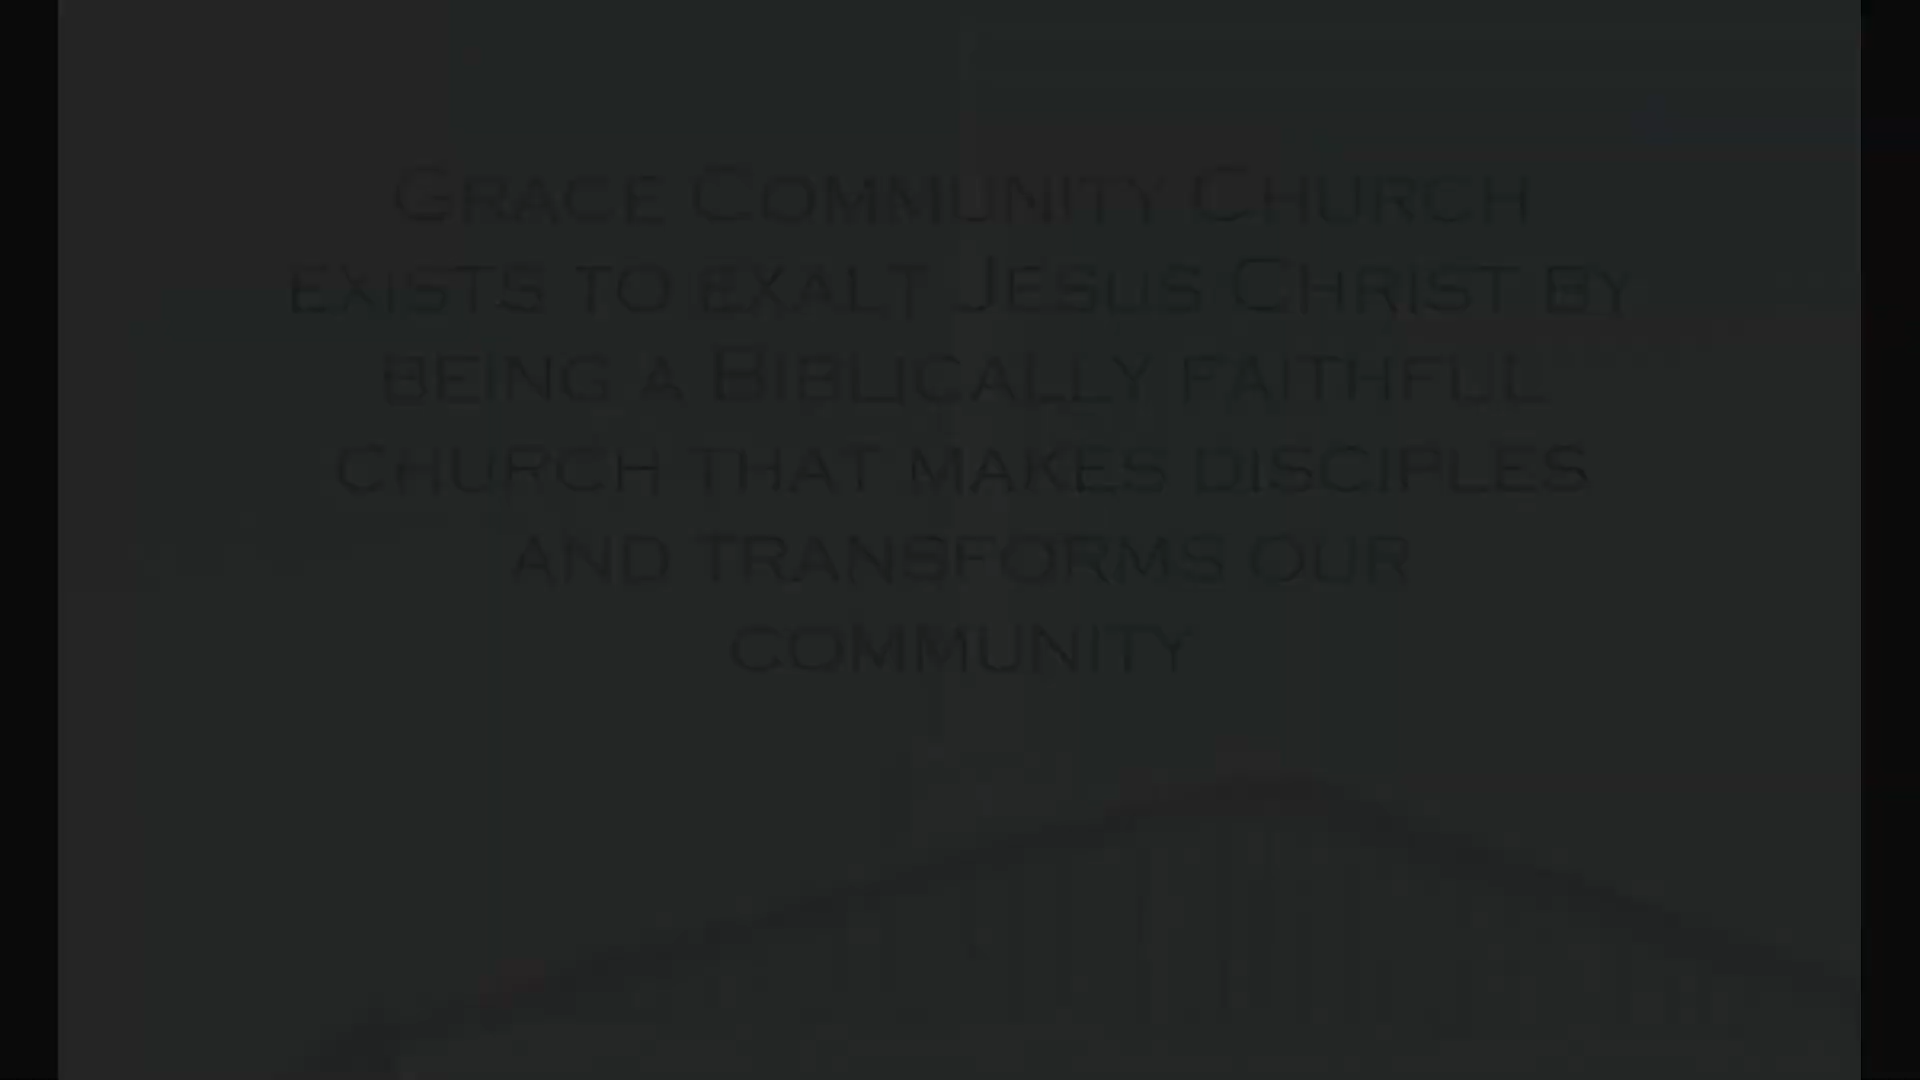 Grace Community Church
exists to exalt Jesus Christ by
being a Biblically faithful
church that makes disciples
and transforms our
community